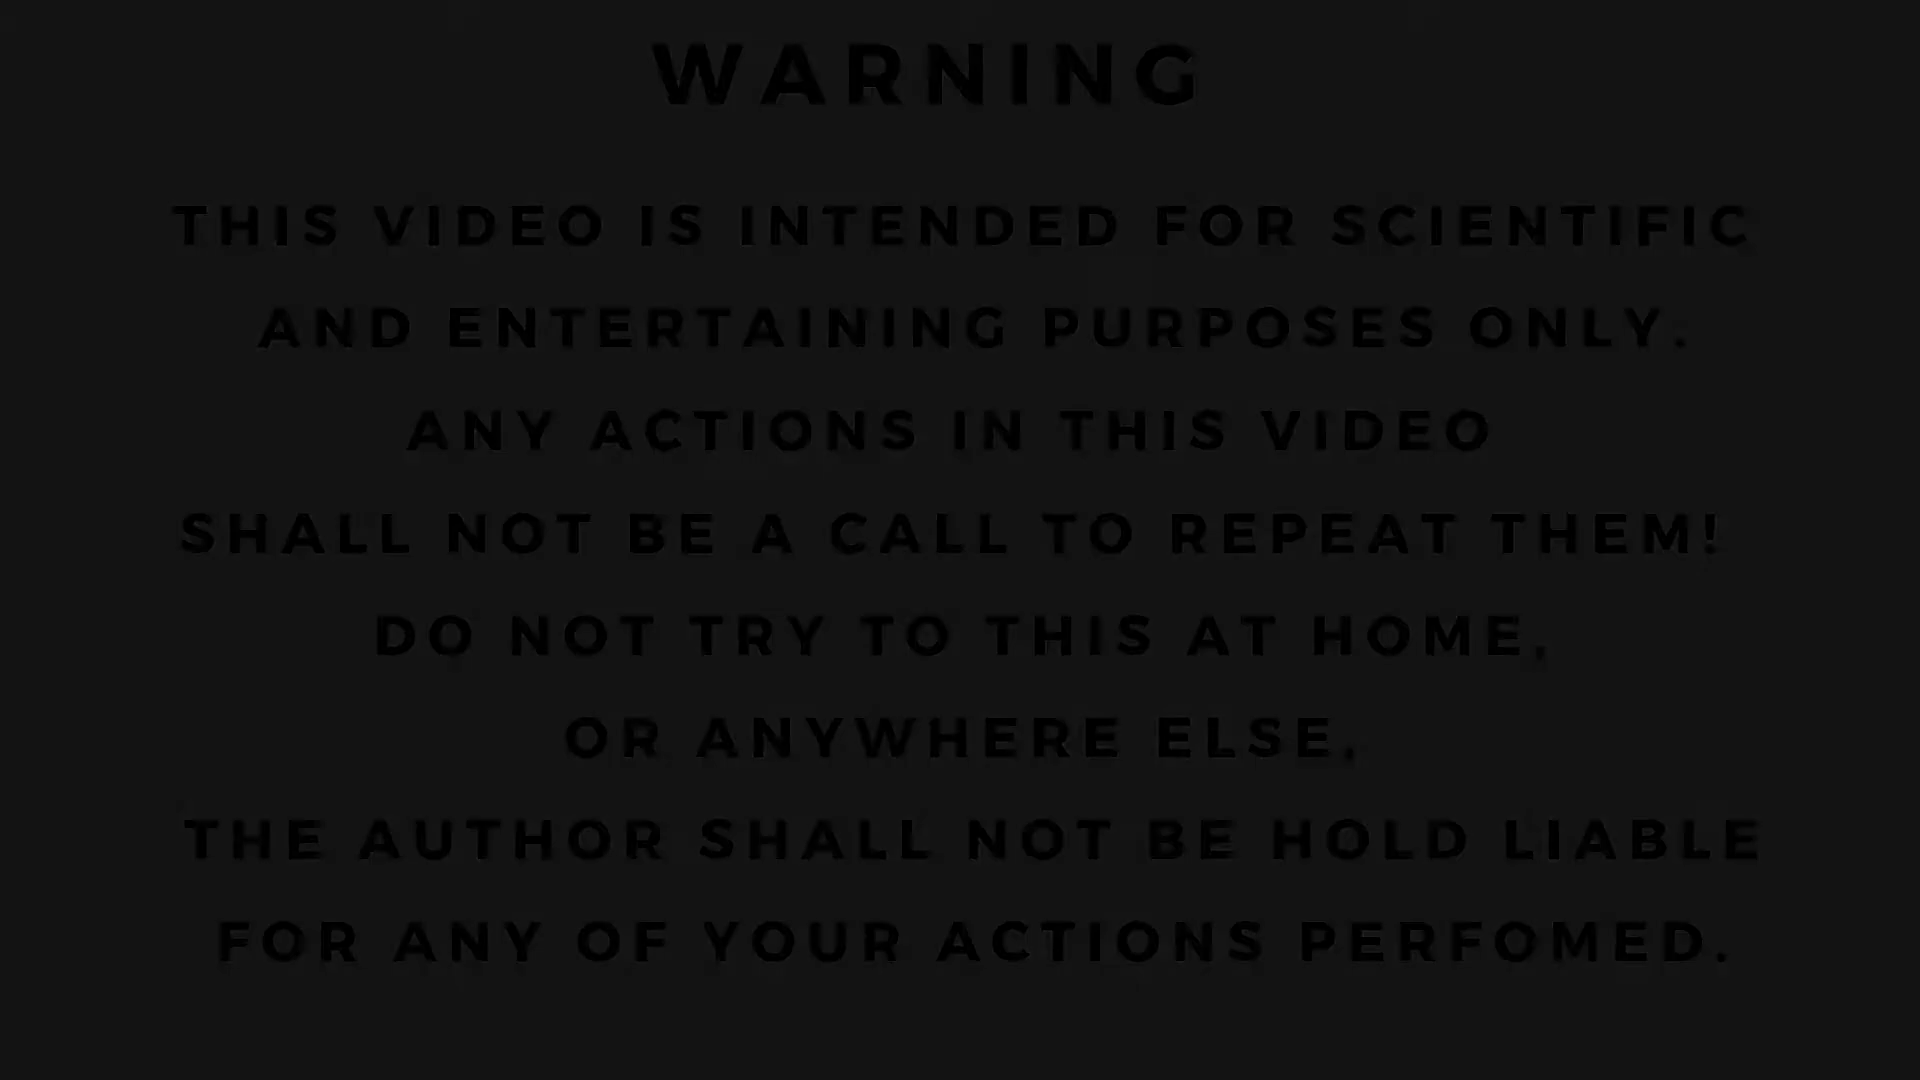 WARNING
THIS VIDEO IS INTENDED FOR SCIENTIFIC
AND ENTERTAINING PURPOSES ONLY.
ANY ACTIONS IN THIS VIDEO
SHALL NOT BE A CALL TO REPEAT THEM!
DO NOT TRY TO THIS AT HOME,
OR ANYWHERE ELSE,
THE AUTHOR SHALL NOT BE HOLD LIABLE
FOR ANY OF YOUR ACTIONS PERFOMED.